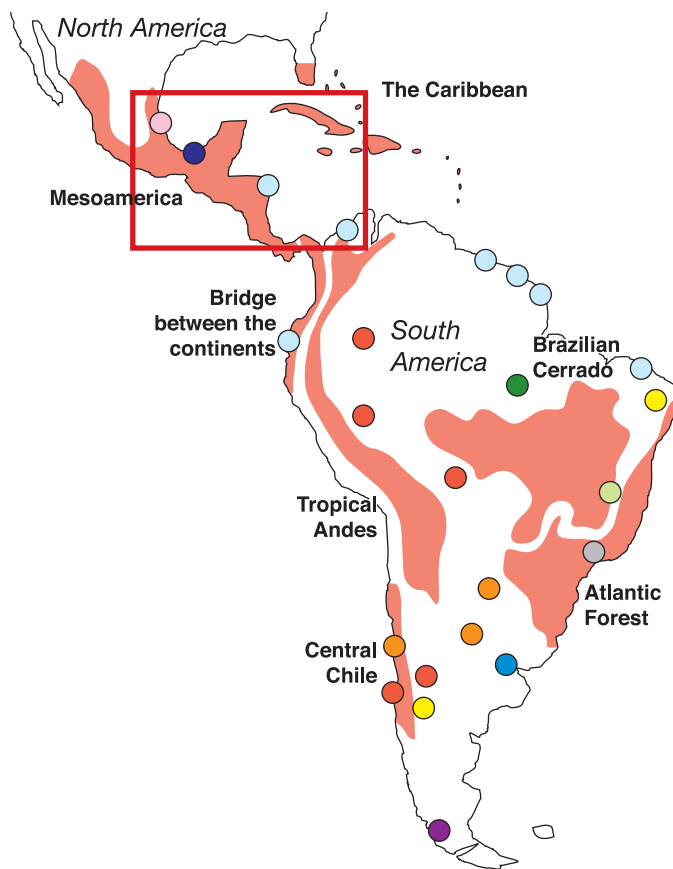 North America
The Caribbean
Mesoamerica
Bridge
between the
continents
South
America
Brazilian
Cerrado
Tropical
Andes
Atlantic
Forest
Central
Chile